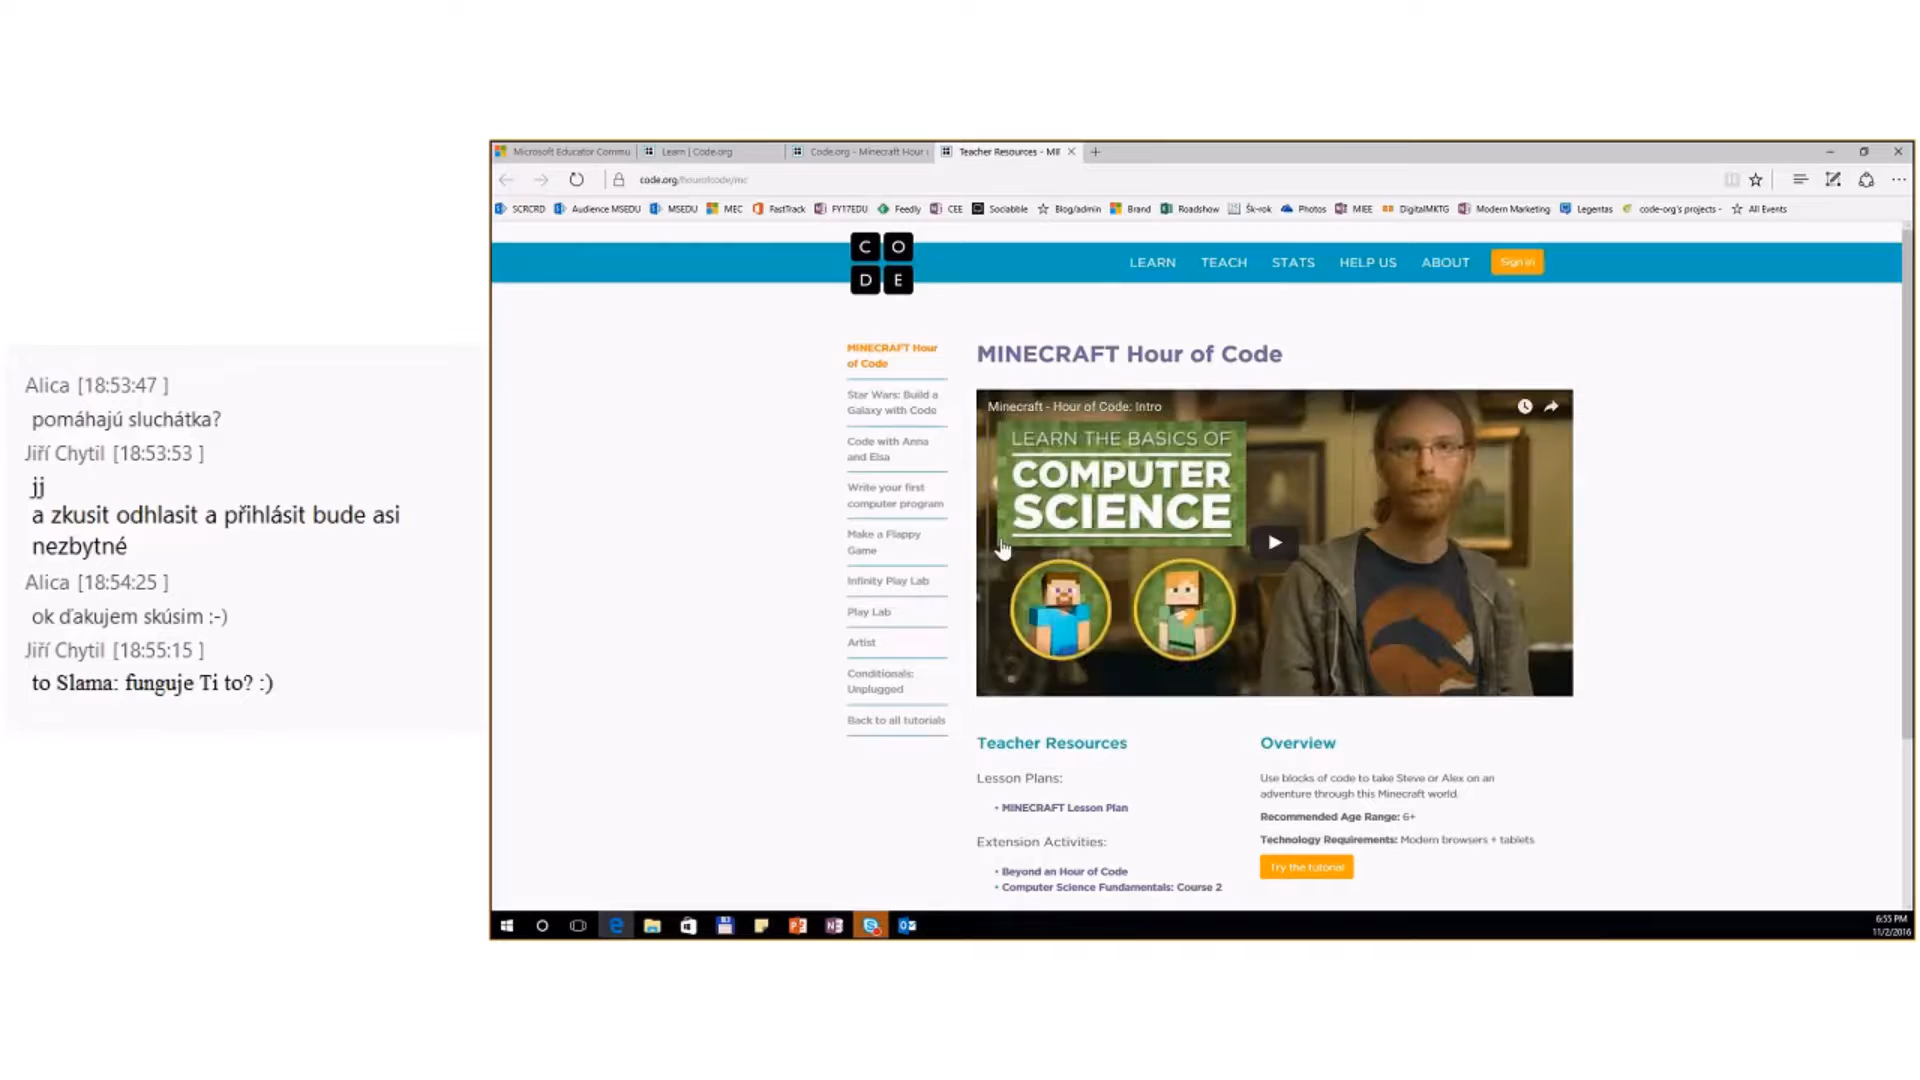 Alica [18:53:47 ]
pomáhajú sluchátka?
Jiří Chytil [18:53:53 ]
jj
a zkusit odhlasit a přihlásit bude asi
nezbytné
Alica [18:54:25 ]
ok ďakujem skúsim :-)
Jiří Chytil [18:55:15 ]
to Slama: funguje Ti to? :)
Microsoft Educator Commu
Learn | Code.org
Code.org - Minecraft Hour
Teacher Resources - MI
code.org/hourofcode/mc
SCRCRD Audience MSEDU MSEDU MEC FastTrack FY17EDU Feedly CEE Sociabble Blog/admin Brand Roadshow Šk-rok Photos MIEE DigitalMKTG Modern Marketing Legentas code-org's projects - All Events
C O
D E
LEARN TEACH STATS HELP US ABOUT Sign in
MINECRAFT Hour
of Code
Star Wars: Build a
Galaxy with Code
Code with Anna
and Elsa
Write your first
computer program
Make a Flappy
Game
Infinity Play Lab
Play Lab
Artist
Conditionals:
Unplugged
Back to all tutorials
MINECRAFT Hour of Code
Minecraft - Hour of Code: Intro
LEARN THE BASICS OF
COMPUTER
SCIENCE
Teacher Resources
Lesson Plans:
• MINECRAFT Lesson Plan
Extension Activities:
• Beyond an Hour of Code
• Computer Science Fundamentals: Course 2
Overview
Use blocks of code to take Steve or Alex on an
adventure through this Minecraft world.
Recommended Age Range: 6+
Technology Requirements: Modern browsers + tablets
Try the tutorial
6:55 PM
11/2/2016